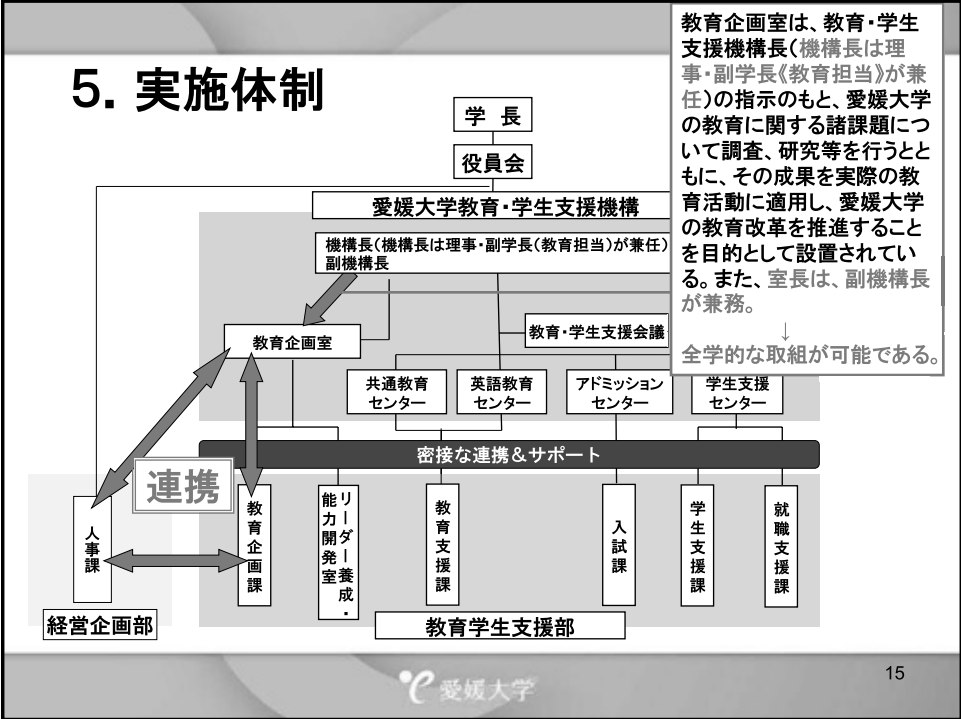 5. 実施体制
教育企画室は、教育・学生
支援機構長(機構長は理
事・副学長《教育担当》が兼
任)の指示のもと、愛媛大学
の教育に関する諸課題につ
いて調査、研究等を行うとと
もに、その成果を実際の教
育活動に適用し、愛媛大学
の教育改革を推進すること
を目的として設置されてい
る。また、室長は、副機構長
が兼務。
↓
全学的な取組が可能である。
学 長
役員会
愛媛大学教育・学生支援機構
機構長(機構長は理事・副学長(教育担当)が兼任)
副機構長
教育・学生支援会議
教育企画室
共通教育
センター
英語教育
センター
アドミッション
センター
学生支援
センター
密接な連携&サポート
連携
人事課
教育企画課
リーダー養成・
能力開発室
教育支援課
入試課
学生支援課
就職支援課
経営企画部
教育学生支援部
愛媛大学
15